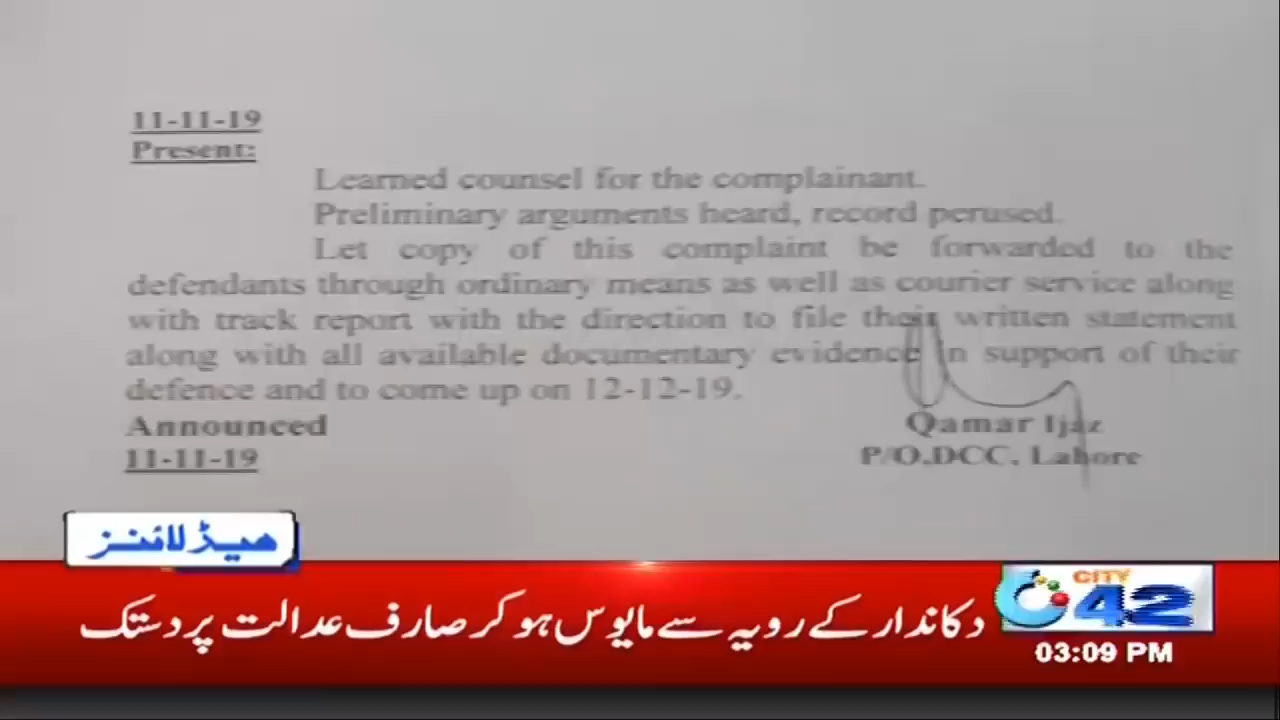 11-11-19
Present:
Learned counsel for the complainant.
Preliminary arguments heard, record perused.
Let copy of this complaint be forwarded to the
defendants through ordinary means as well as courier service along
with track report with the direction to file their written statement
along with all available documentary evidence in support of their
defence and to come up on 12-12-19.
Announced
11-11-19
Qamar Ijaz
P/O,DCC, Lahore
ہیڈلائنز
دکاندار کے رویہ سے مایوس ہو کر صارف عدالت پر دستک
CITY
42
03:09 PM